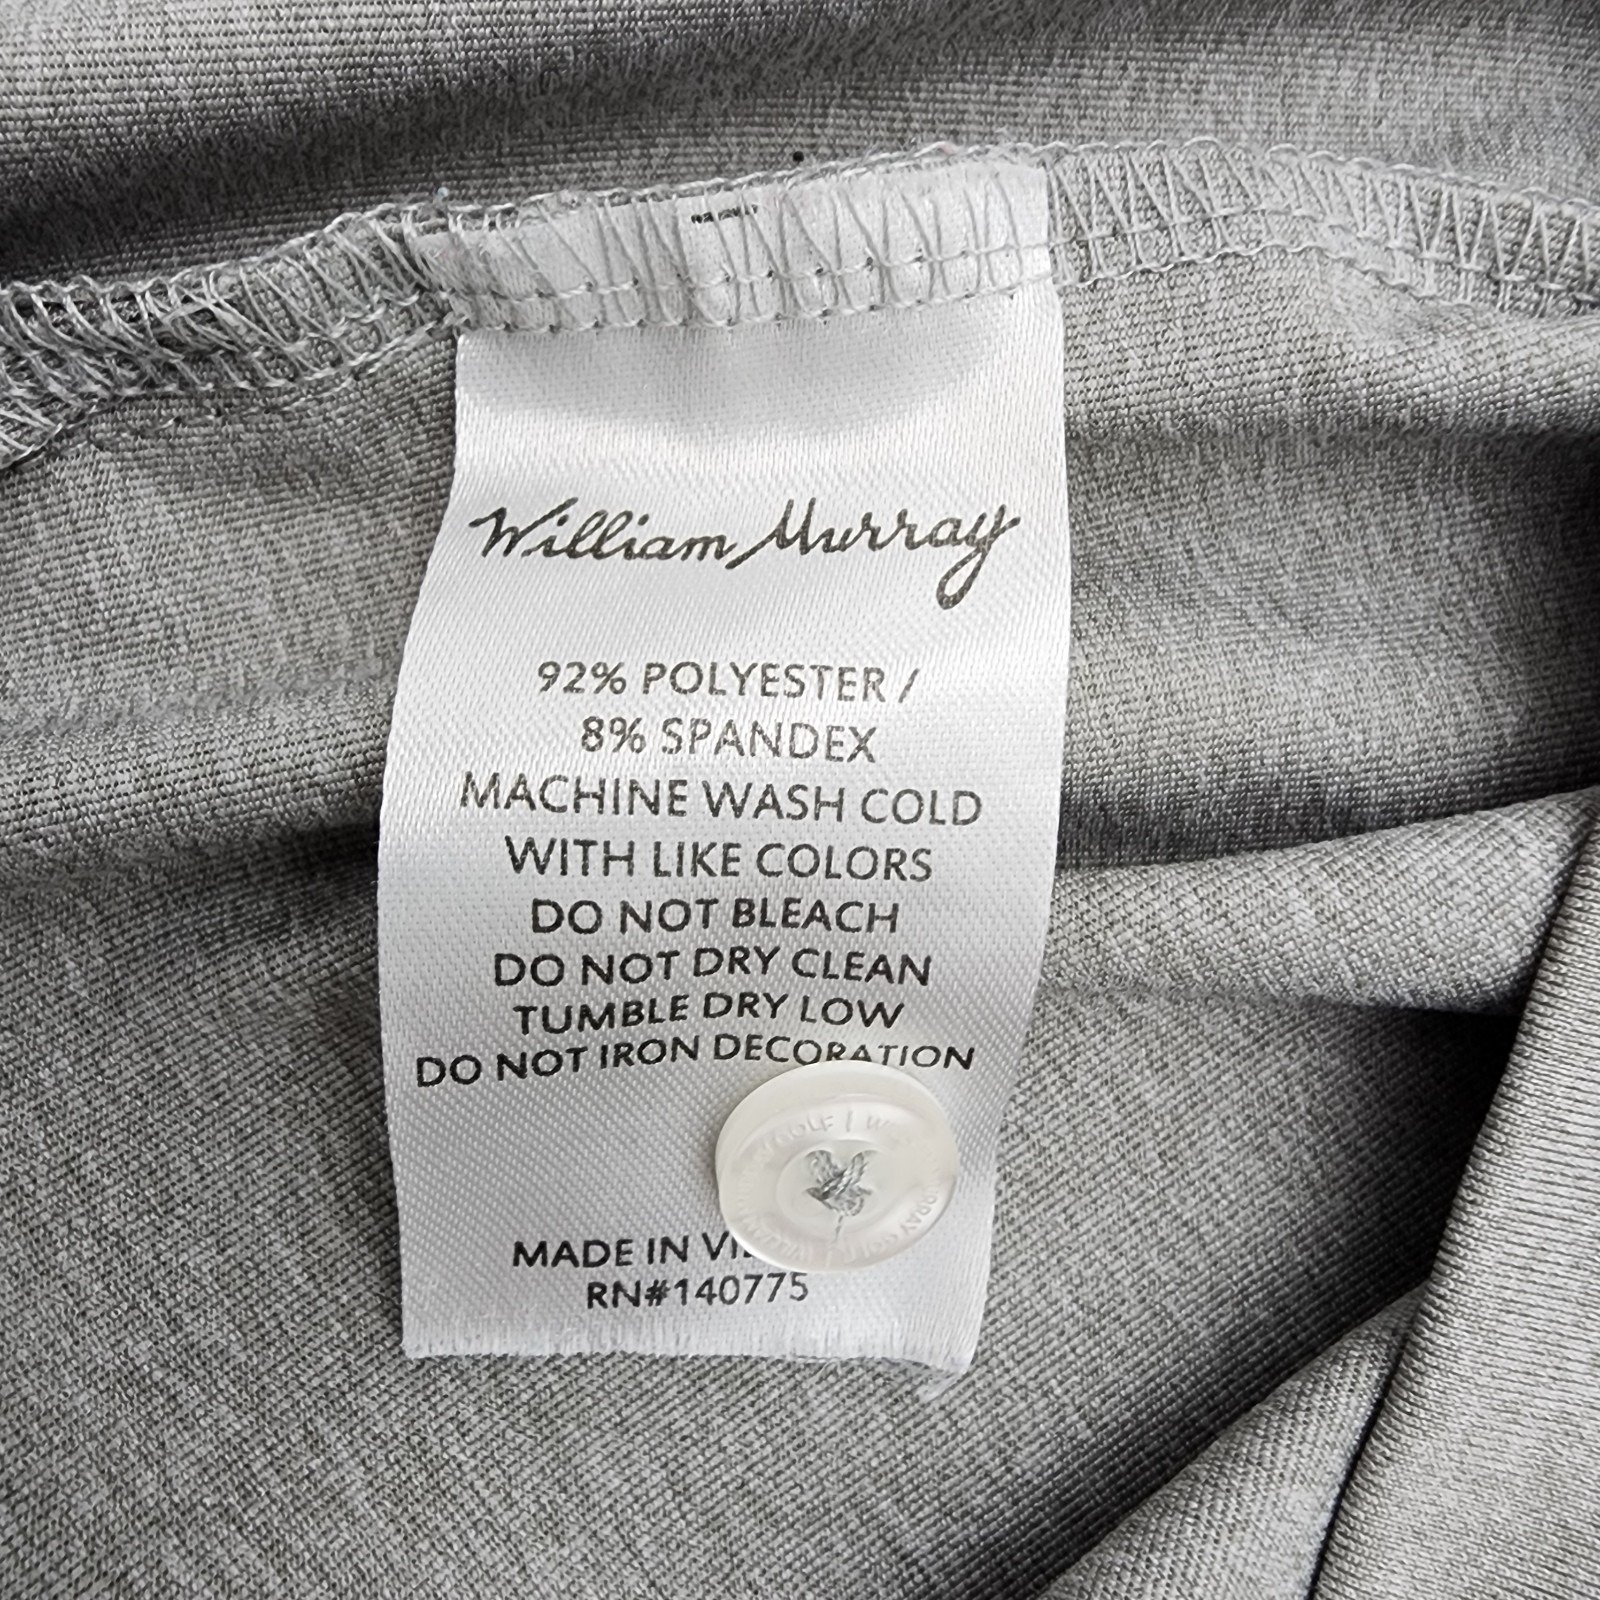 William Murray
92% POLYESTER /
8% SPANDEX
MACHINE WASH COLD
WITH LIKE COLORS
DO NOT BLEACH
DO NOT DRY CLEAN
TUMBLE DRY LOW
DO NOT IRON DECORATION
GOLF |
MADE IN
RN#140775